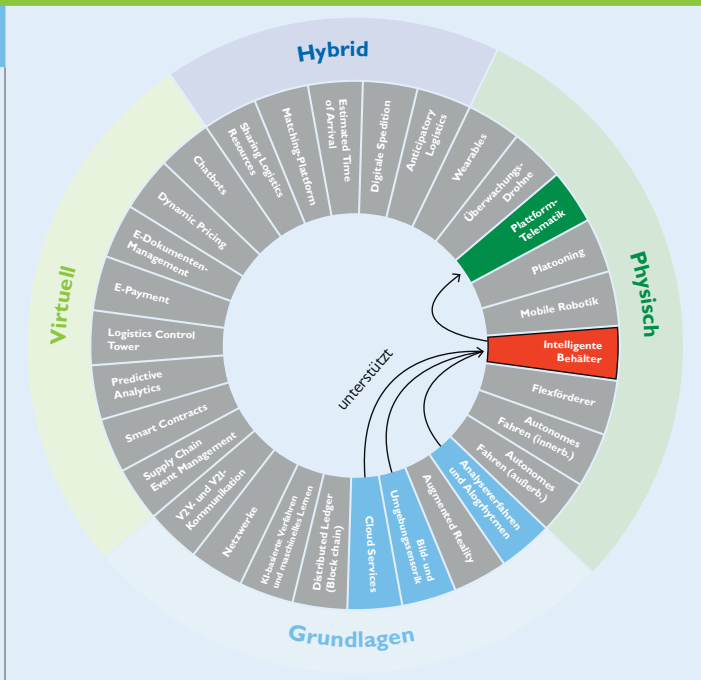 Hybrid
Physisch
Grundlagen
Virtuell
Sharing Logistics
Resources
Matching-Plattform
Estimated Time
of Arrival
Digitale Spedition
Anticipatory
Logistics
Wearables
Überwachungs-
Drohne
Plattform-
Telematik
Platooning
Mobile Robotik
Intelligente
Behälter
Flexförderer
Autonomes
Fahren (innerb.)
Autonomes
Fahren (außerb.)
Analyseverfahren
und Alogrhytmen
Augmented Reality
Bild- und
Umgebungssensorik
Cloud Services
Distributed Ledger
(Block chain)
KI-basierte Verfahren
und maschinelles Lernen
Netzwerke
V2V- und V2I-
Kommunikation
Supply Chain
Event Management
Smart Contracts
Predictive
Analytics
Logistics Control
Tower
E-Payment
E-Dokumenten-
Management
Dynamic Pricing
Chatbots
unterstützt